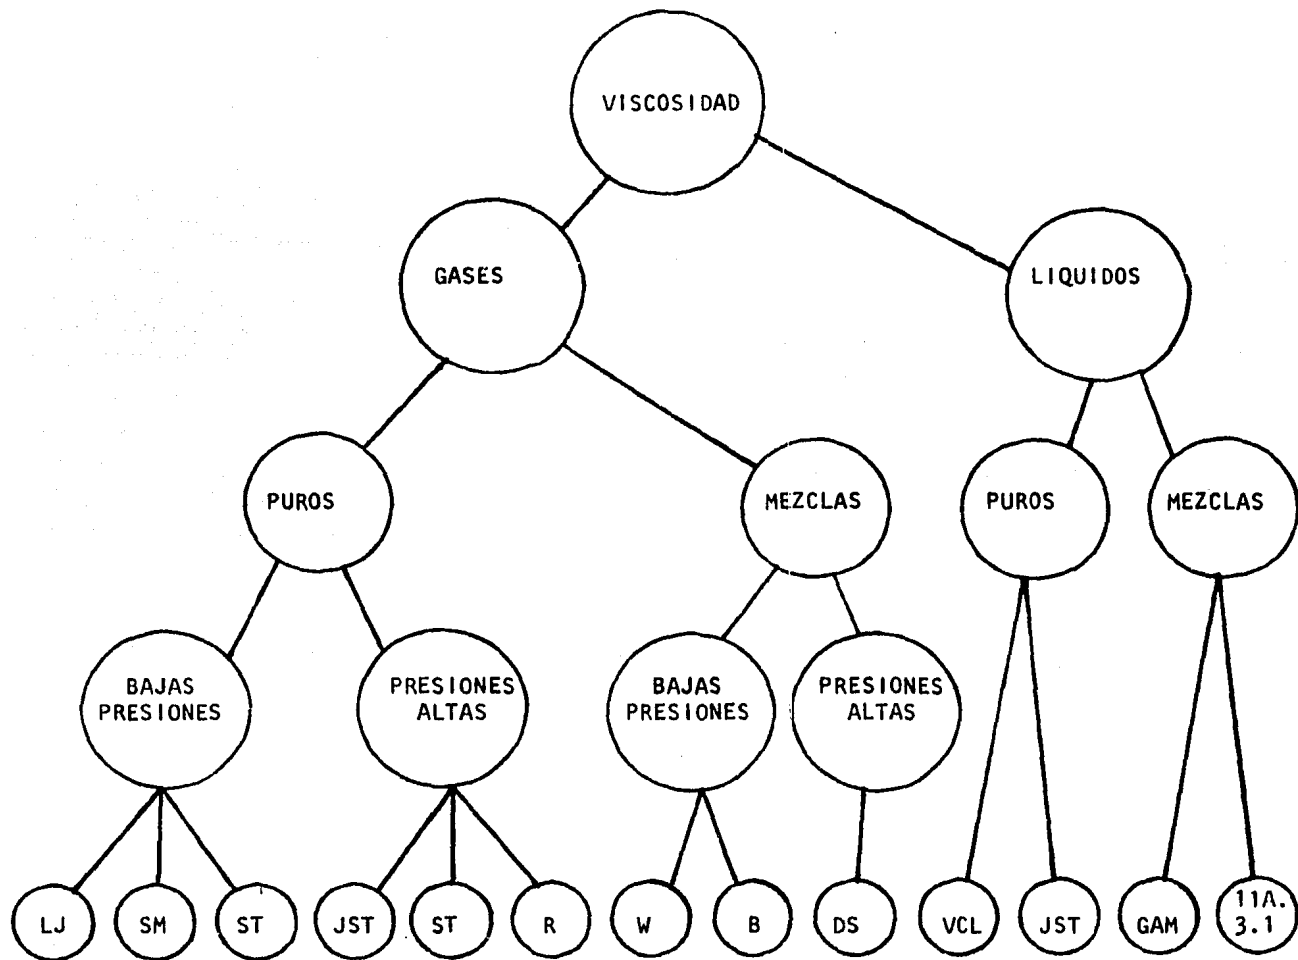 VISCOSIDAD
GASES
LIQUIDOS
PUROS
MEZCLAS
PUROS
MEZCLAS
BAJAS
PRESIONES
PRESIONES
ALTAS
BAJAS
PRESIONES
PRESIONES
ALTAS
LJ
SM
ST
JST
ST
R
W
B
DS
VCL
JST
GAM
11A.
3.1